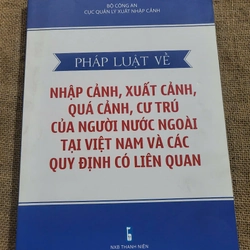 BỘ CÔNG AN
CỤC QUẢN LÝ XUẤT NHẬP CẢNH
PHÁP LUẬT VỀ
NHẬP CẢNH, XUẤT CẢNH,
QUÁ CẢNH, CƯ TRÚ
CỦA NGƯỜI NƯỚC NGOÀI
TẠI VIỆT NAM VÀ CÁC
QUY ĐỊNH CÓ LIÊN QUAN
NXB THANH NIÊN